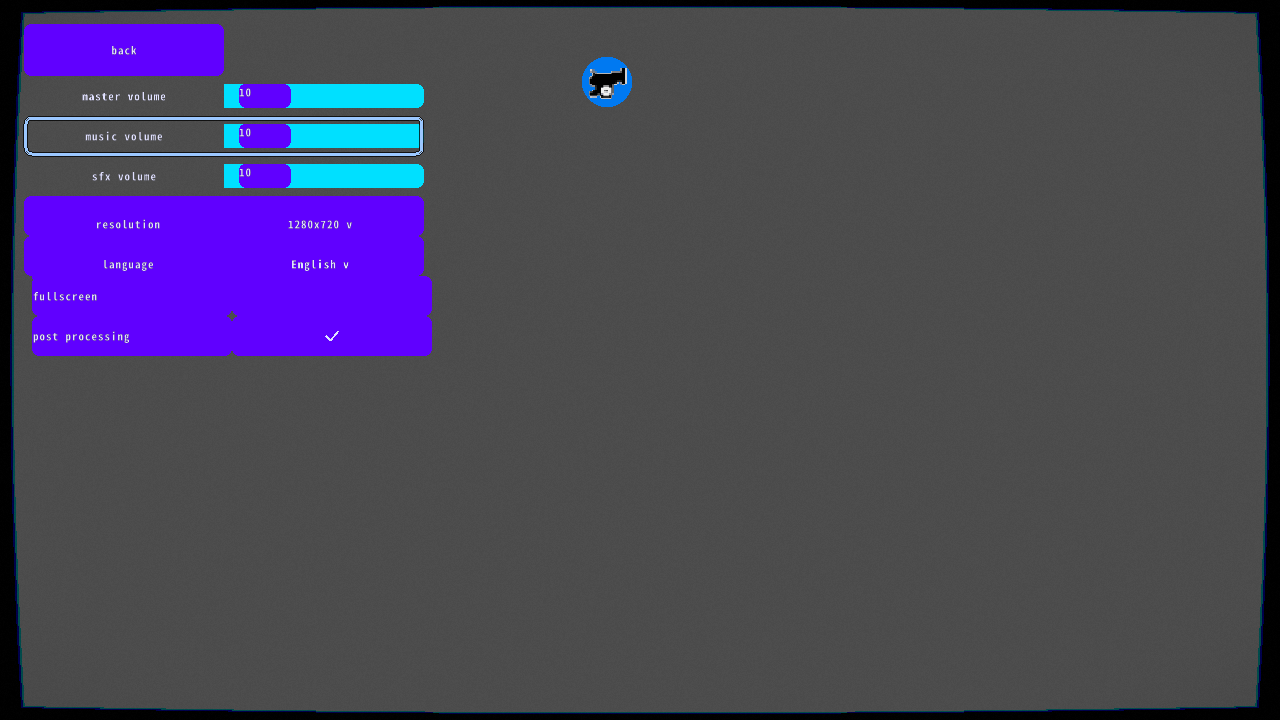 back
master volume 10
music volume 10
sfx volume 10
resolution 1280x720 v
language English v
fullscreen
post processing